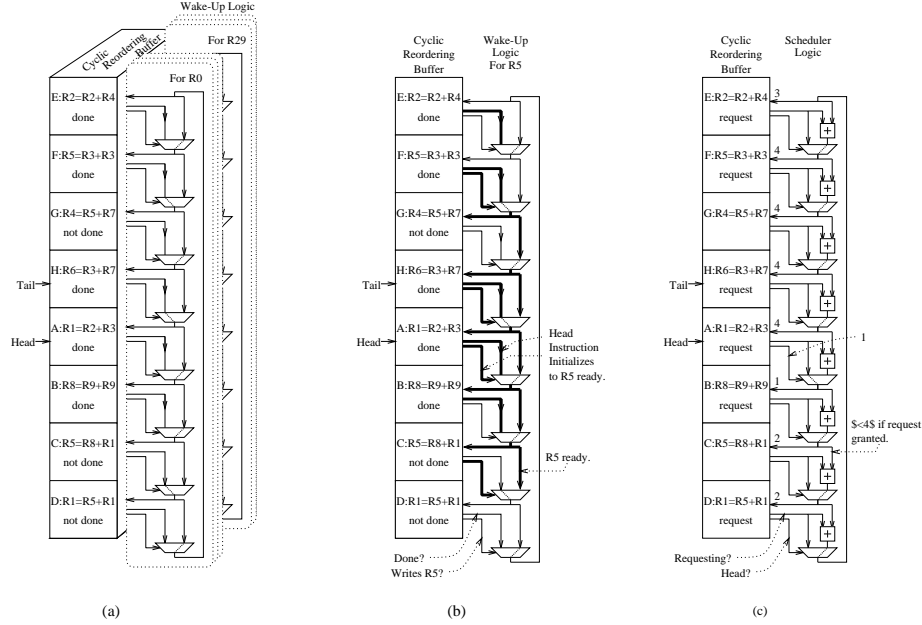 Wake-Up Logic
For R29
Cyclic
Reordering
Buffer
For R0
E:R2=R2+R4
done
F:R5=R3+R3
done
G:R4=R5+R7
not done
H:R6=R3+R7
done
Tail
A:R1=R2+R3
done
Head
B:R8=R9+R9
done
C:R5=R8+R1
not done
D:R1=R5+R1
not done
(a)
Cyclic
Reordering
Buffer
Wake-Up
Logic
For R5
E:R2=R2+R4
done
F:R5=R3+R3
done
G:R4=R5+R7
not done
H:R6=R3+R7
done
Tail
A:R1=R2+R3
done
Head
Head
Instruction
Initializes
to R5 ready.
B:R8=R9+R9
done
C:R5=R8+R1
not done
R5 ready.
D:R1=R5+R1
not done
Done?
Writes R5?
(b)
Cyclic
Reordering
Buffer
Scheduler
Logic
E:R2=R2+R4
request
3
+
F:R5=R3+R3
request
4
+
G:R4=R5+R7
4
+
H:R6=R3+R7
request
4
+
Tail
A:R1=R2+R3
request
4
+
Head
1
B:R8=R9+R9
request
1
+
C:R5=R8+R1
2
+
$<4$ if request
granted.
D:R1=R5+R1
request
2
+
Requesting?
Head?
(c)